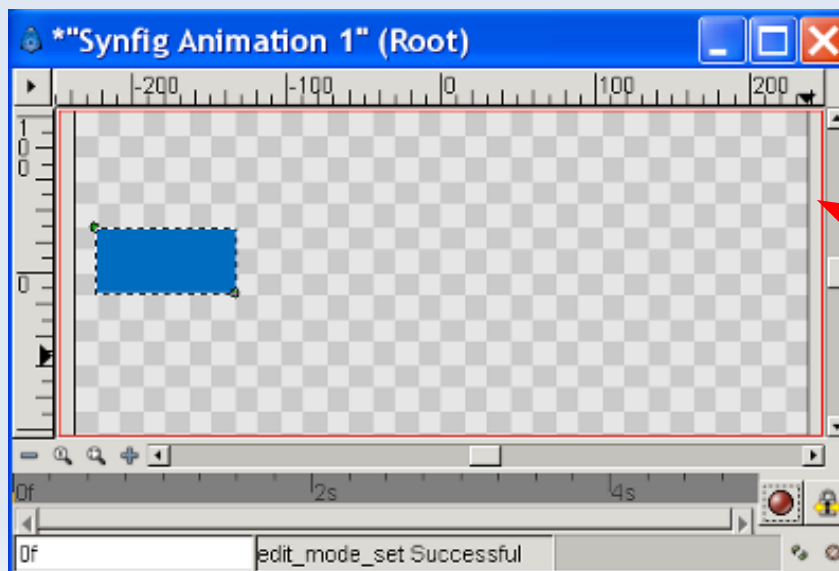 *"Synfig Animation 1" (Root)
-200 -100 0 100 200
100
0
0f 2s 4s
0f edit_mode_set Successful